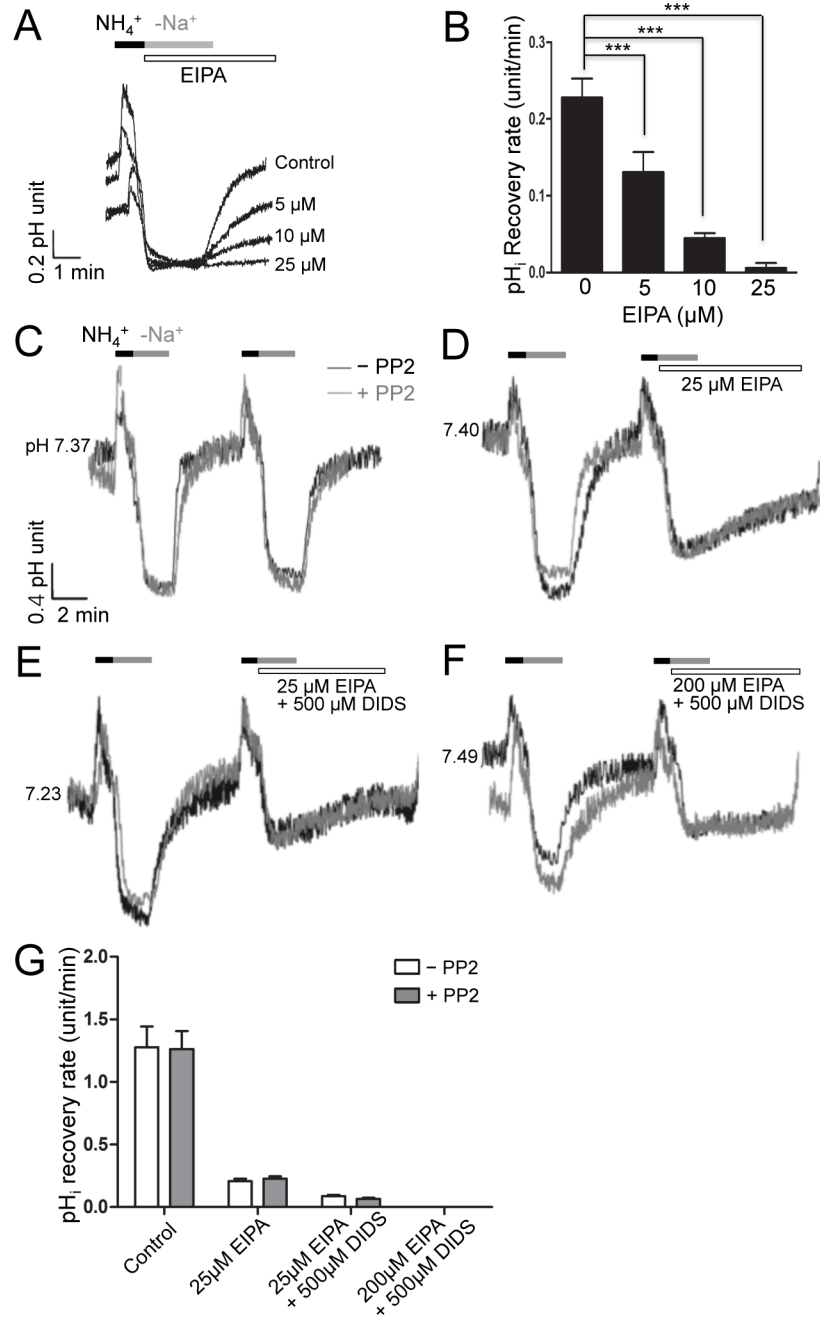 A
NH₄⁺ -Na⁺
EIPA
Control
5 µM
10 µM
25 µM
0.2 pH unit
1 min
B
***
***
***
pHᵢ Recovery rate (unit/min)
0.3
0.2
0.1
0.0
0 5 10 25
EIPA (µM)
C
NH₄⁺ -Na⁺
– PP2
+ PP2
pH 7.37
0.4 pH unit
2 min
D
25 µM EIPA
7.40
E
25 µM EIPA
+ 500 µM DIDS
7.23
F
200 µM EIPA
+ 500 µM DIDS
7.49
G
pHᵢ recovery rate (unit/min)
2.0
1.5
1.0
0.5
0.0
– PP2
+ PP2
Control
25µM EIPA
25µM EIPA
+ 500µM DIDS
200µM EIPA
+ 500µM DIDS